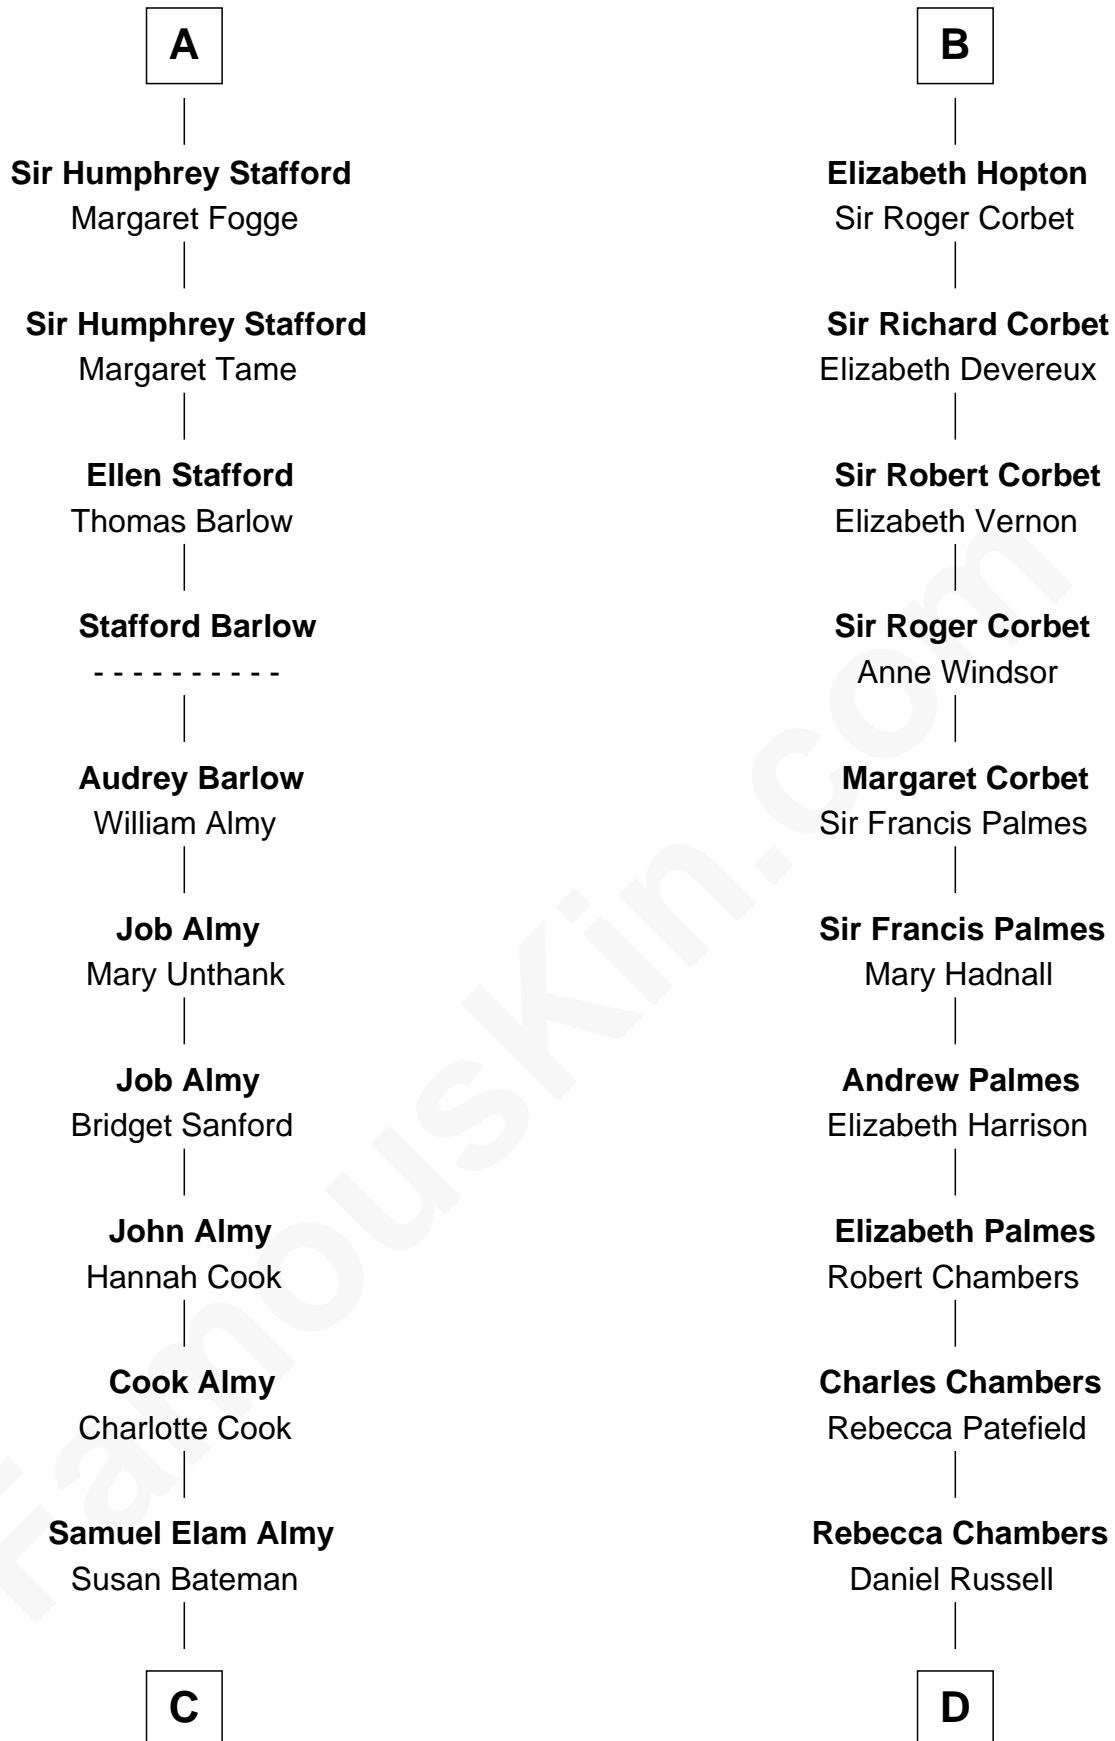 A
Sir Humphrey Stafford
Margaret Fogge
Sir Humphrey Stafford
Margaret Tame
Ellen Stafford
Thomas Barlow
Stafford Barlow
- - - - - - - - - -
Audrey Barlow
William Almy
Job Almy
Mary Unthank
Job Almy
Bridget Sanford
John Almy
Hannah Cook
Cook Almy
Charlotte Cook
Samuel Elam Almy
Susan Bateman
C
B
Elizabeth Hopton
Sir Roger Corbet
Sir Richard Corbet
Elizabeth Devereux
Sir Robert Corbet
Elizabeth Vernon
Sir Roger Corbet
Anne Windsor
Margaret Corbet
Sir Francis Palmes
Sir Francis Palmes
Mary Hadnall
Andrew Palmes
Elizabeth Harrison
Elizabeth Palmes
Robert Chambers
Charles Chambers
Rebecca Patefield
Rebecca Chambers
Daniel Russell
D
FamousKin.com